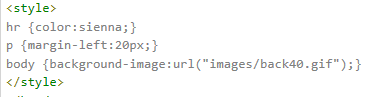 <style>
hr {color:sienna;}
p {margin-left:20px;}
body {background-image:url("images/back40.gif");}
</style>